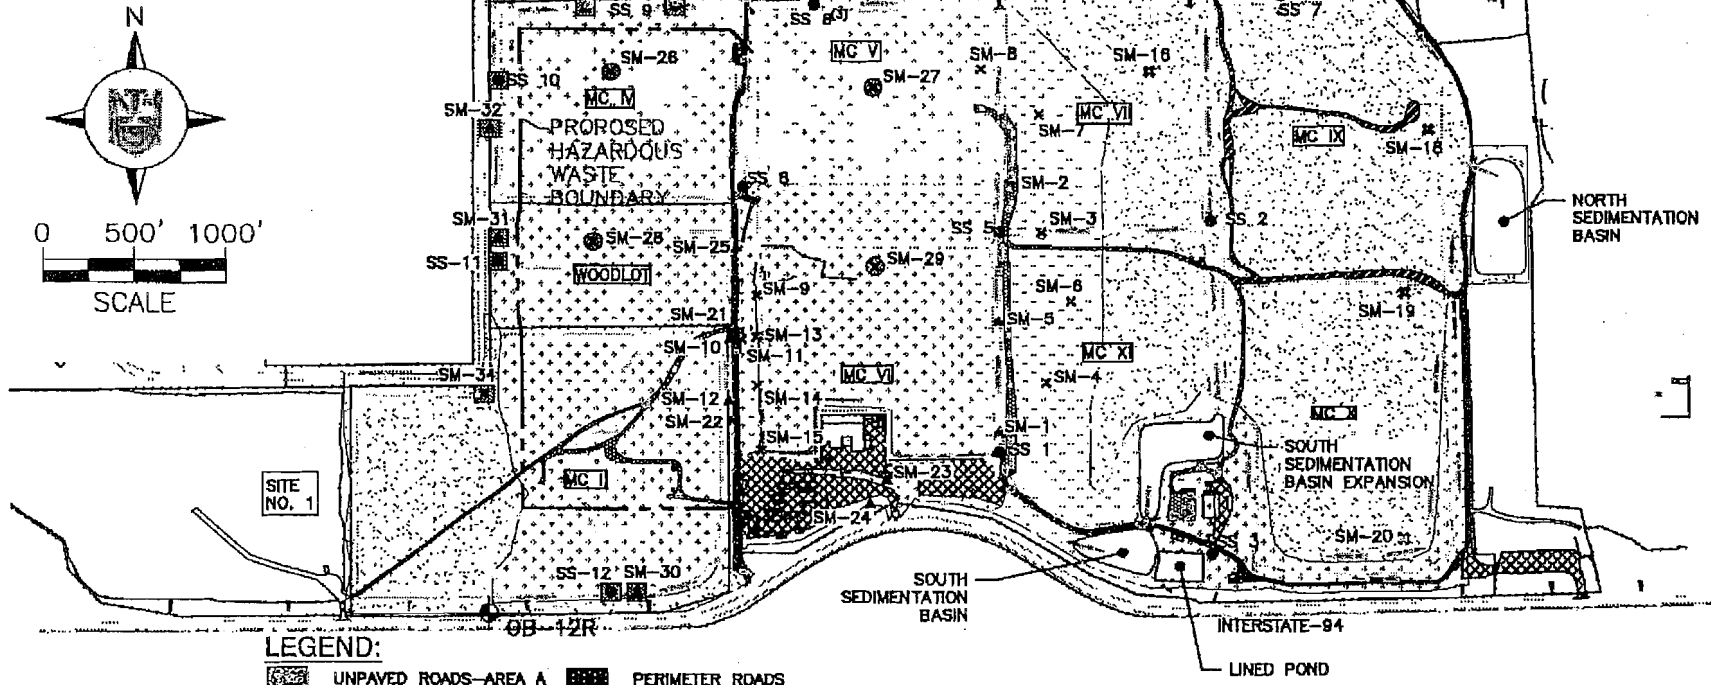 N
SS 9
SS 8(3)
SS 7
SM-26
MC V
SM-8
SM-16
SS 10
SM-27
MC IV
SM-32
SM-7
MC VI
MC IX
SM-18
PROROSED
HAZARDOUS
WASTE
BOUNDARY
SS 6
SM-2
NORTH
SEDIMENTATION
BASIN
SM-31
SM-3
SS 2
SS 5
0 500' 1000'
SCALE
SM-28
SM-25
SS-11
WOODLOT
SM-29
SM-9
SM-6
SM-19
SM-21
SM-5
SM-13
SM-10
SM-11
MC XI
SM-34
MC VI
SM-4
SM-12
SM-14
MC X
SM-22
SM-1
SM-15
SS 1
SOUTH
SEDIMENTATION
BASIN EXPANSION
SITE
NO. 1
MC I
SM-23
SM-24
SM-20
SS 3
SS-12
SM-30
SOUTH
SEDIMENTATION
BASIN
OB-12R
INTERSTATE-94
LINED POND
LEGEND:
UNPAVED ROADS-AREA A
PERIMETER ROADS